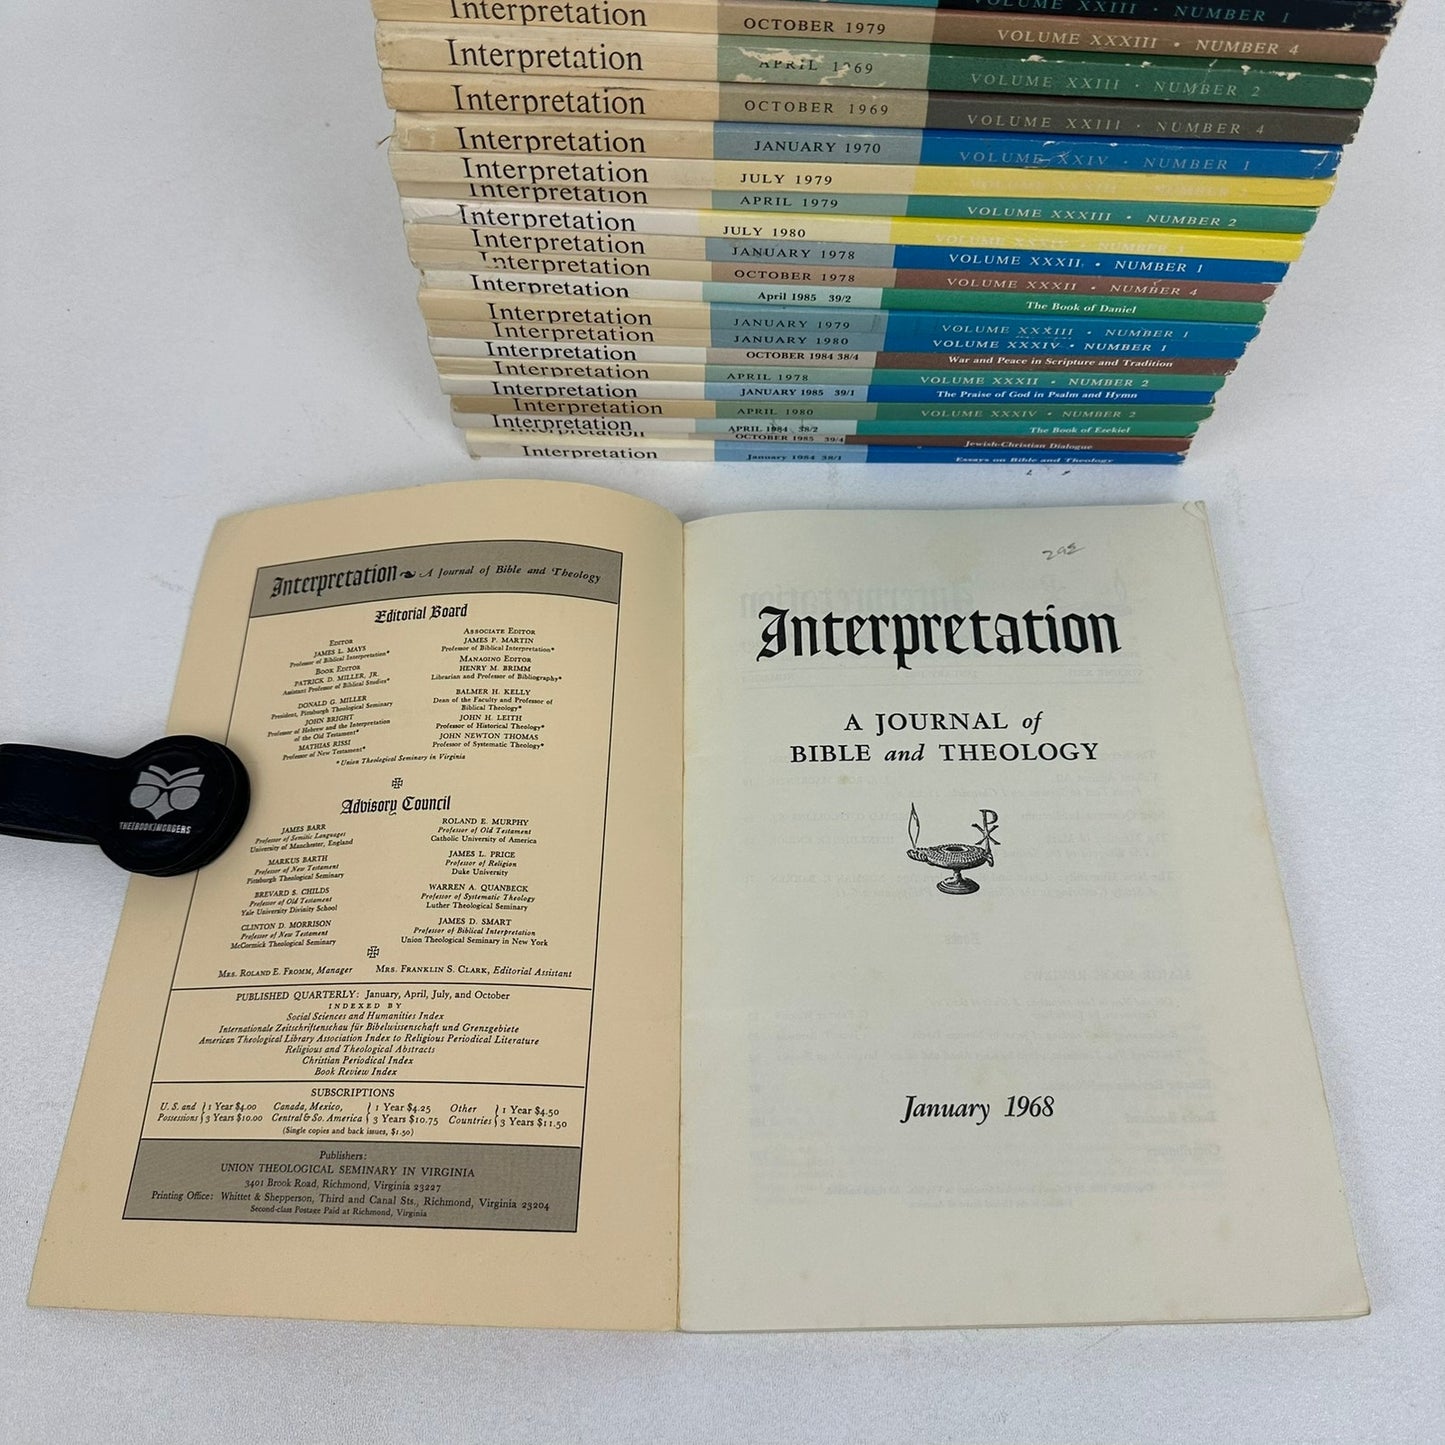 VOLUME XXIII • NUMBER 1
Interpretation OCTOBER 1979 VOLUME XXXIII • NUMBER 4
Interpretation APRIL 1969 VOLUME XXIII • NUMBER 2
Interpretation OCTOBER 1969 VOLUME XXIII • NUMBER 4
Interpretation JANUARY 1970 VOLUME XXIV • NUMBER 1
Interpretation JULY 1979 NUMBER
Interpretation APRIL 1979 VOLUME XXXIII • NUMBER 2
Interpretation JULY 1980 VOLUME XXXIV • NUMBER
Interpretation JANUARY 1978 VOLUME XXXII • NUMBER 1
Interpretation OCTOBER 1978 VOLUME XXXII • NUMBER 4
Interpretation April 1985 39/2 The Book of Daniel
Interpretation JANUARY 1979 VOLUME XXXIII • NUMBER 1
Interpretation JANUARY 1980 VOLUME XXXIV • NUMBER 1
Interpretation OCTOBER 1984 38/4 War and Peace in Scripture and Tradition
Interpretation APRIL 1978 VOLUME XXXII • NUMBER 2
Interpretation JANUARY 1985 39/1 The Praise of God in Psalm and Hymn
Interpretation APRIL 1980 VOLUME XXXIV • NUMBER 2
Interpretation APRIL 1984 38/2 The Book of Ezekiel
Interpretation OCTOBER 1985 39/4 Jewish-Christian Dialogue
Interpretation January 1984 38/1 Essays on Bible and Theology
Interpretation A Journal of Bible and Theology
Editorial Board
EDITOR
JAMES L. MAYS
Professor of Biblical Interpretation*
BOOK EDITOR
PATRICK D. MILLER, JR.
Assistant Professor of Biblical Studies*
DONALD G. MILLER
President, Pittsburgh Theological Seminary
JOHN BRIGHT
Professor of Hebrew and the Interpretation
of the Old Testament*
MATHIAS RISSI
Professor of New Testament*
ASSOCIATE EDITOR
JAMES P. MARTIN
Professor of Biblical Interpretation*
MANAGING EDITOR
HENRY M. BRIMM
Librarian and Professor of Bibliography*
BALMER H. KELLY
Dean of the Faculty and Professor of
Biblical Theology*
JOHN H. LEITH
Professor of Historical Theology*
JOHN NEWTON THOMAS
Professor of Systematic Theology*
*Union Theological Seminary in Virginia
Advisory Council
JAMES BARR
Professor of Semitic Languages
University of Manchester, England
MARKUS BARTH
Professor of New Testament
Pittsburgh Theological Seminary
BREVARD S. CHILDS
Professor of Old Testament
Yale University Divinity School
CLINTON D. MORRISON
Professor of New Testament
McCormick Theological Seminary
ROLAND E. MURPHY
Professor of Old Testament
Catholic University of America
JAMES L. PRICE
Professor of Religion
Duke University
WARREN A. QUANBECK
Professor of Systematic Theology
Luther Theological Seminary
JAMES D. SMART
Professor of Biblical Interpretation
Union Theological Seminary in New York
MRS. ROLAND E. FROMM, Manager MRS. FRANKLIN S. CLARK, Editorial Assistant
PUBLISHED QUARTERLY: January, April, July, and October
INDEXED BY
Social Sciences and Humanities Index
Internationale Zeitschriftenschau für Bibelwissenschaft und Grenzgebiete
American Theological Library Association Index to Religious Periodical Literature
Religious and Theological Abstracts
Christian Periodical Index
Book Review Index
SUBSCRIPTIONS
U. S. and 1 Year $4.00 Canada, Mexico, 1 Year $4.25 Other 1 Year $4.50
Possessions 3 Years $10.00 Central & So. America 3 Years $10.75 Countries 3 Years $11.50
(Single copies and back issues, $1.50)
Publishers:
UNION THEOLOGICAL SEMINARY IN VIRGINIA
3401 Brook Road, Richmond, Virginia 23227
Printing Office: Whittet & Shepperson, Third and Canal Sts., Richmond, Virginia 23204
Second-class Postage Paid at Richmond, Virginia
THE[BOOK]MONGERS
Interpretation
A JOURNAL of
BIBLE and THEOLOGY
January 1968